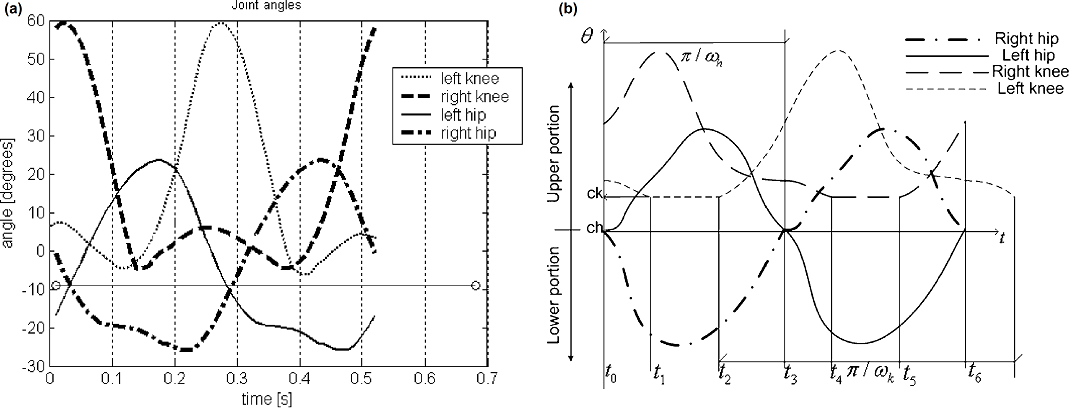 (a)
Joint angles
60
50
40
30
20
10
0
-10
-20
-30
angle [degrees]
0 0.1 0.2 0.3 0.4 0.5 0.6 0.7
time [s]
left knee
right knee
left hip
right hip
(b)
θ
π / ωh
Right hip
Left hip
Right knee
Left knee
Upper portion
Lower portion
ck
ch
t
t0 t1 t2 t3 t4 π / ωk t5 t6